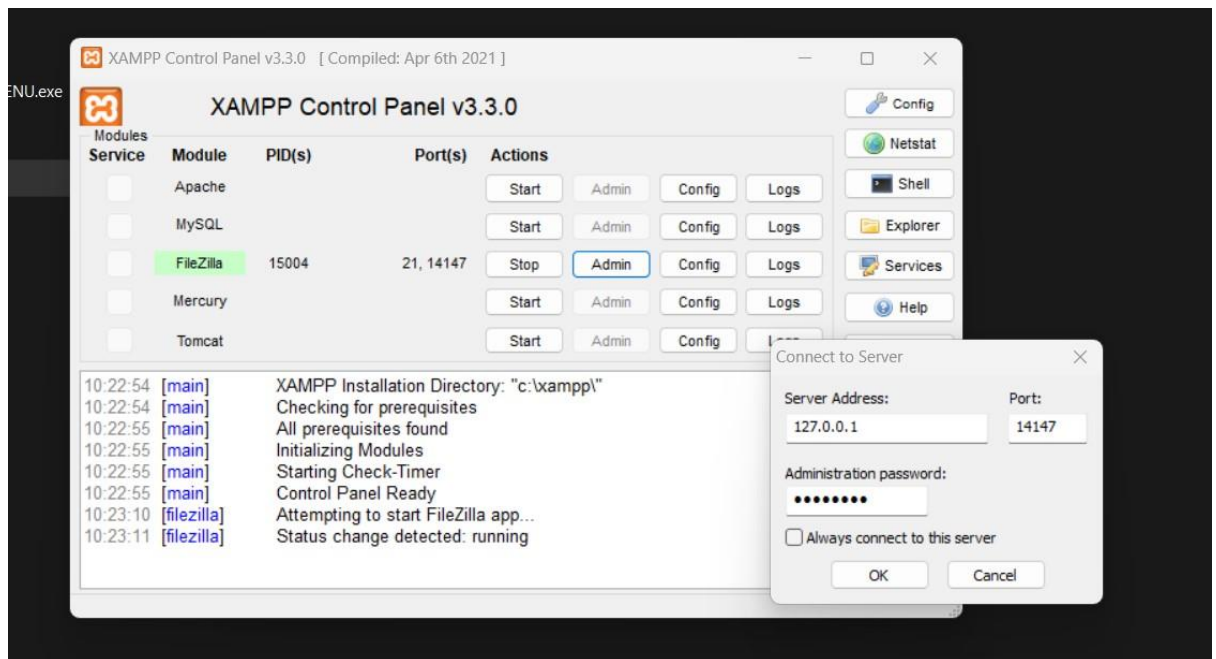 XAMPP Control Panel v3.3.0 [ Compiled: Apr 6th 2021 ]
ENU.exe
XAMPP Control Panel v3.3.0
Config
Modules
Service Module PID(s) Port(s) Actions
Netstat
Apache Start Admin Config Logs
Shell
MySQL Start Admin Config Logs
Explorer
FileZilla 15004 21, 14147 Stop Admin Config Logs
Services
Mercury Start Admin Config Logs
Help
Tomcat Start Admin Config
Connect to Server
Server Address: Port:
127.0.0.1 14147
Administration password:
••••••••
Always connect to this server
OK Cancel
10:22:54 [main] XAMPP Installation Directory: "c:\xampp\"
10:22:54 [main] Checking for prerequisites
10:22:55 [main] All prerequisites found
10:22:55 [main] Initializing Modules
10:22:55 [main] Starting Check-Timer
10:22:55 [main] Control Panel Ready
10:23:10 [filezilla] Attempting to start FileZilla app...
10:23:11 [filezilla] Status change detected: running